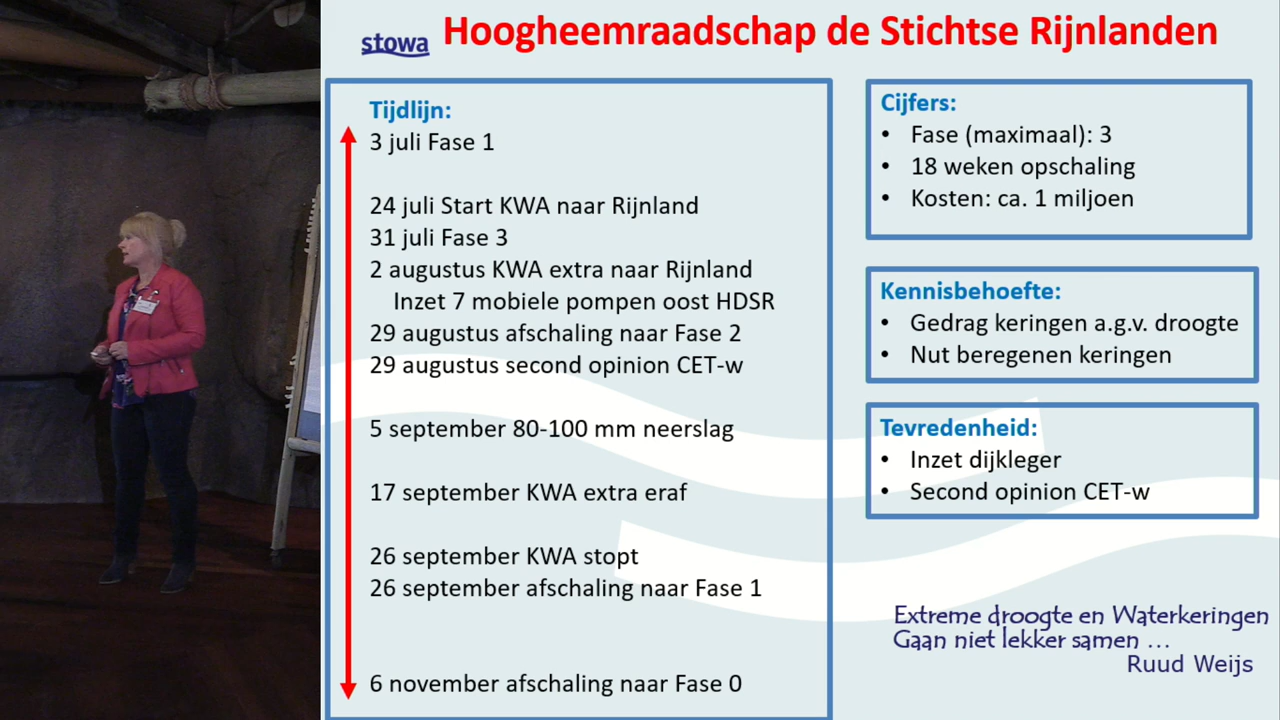 stowa
Hoogheemraadschap de Stichtse Rijnlanden
Tijdlijn:
3 juli Fase 1
24 juli Start KWA naar Rijnland
31 juli Fase 3
2 augustus KWA extra naar Rijnland
Inzet 7 mobiele pompen oost HDSR
29 augustus afschaling naar Fase 2
29 augustus second opinion CET-w
5 september 80-100 mm neerslag
17 september KWA extra eraf
26 september KWA stopt
26 september afschaling naar Fase 1
6 november afschaling naar Fase 0
Cijfers:
• Fase (maximaal): 3
• 18 weken opschaling
• Kosten: ca. 1 miljoen
Kennisbehoefte:
• Gedrag keringen a.g.v. droogte
• Nut beregenen keringen
Tevredenheid:
• Inzet dijkleger
• Second opinion CET-w
Extreme droogte en Waterkeringen
Gaan niet lekker samen ...
Ruud Weijs